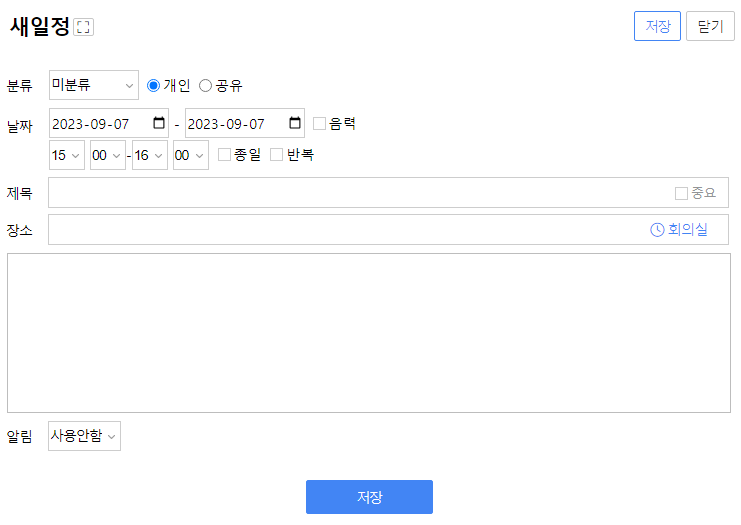 새일정 저장 닫기
분류 미분류 개인 공유
날짜 2023-09-07 - 2023-09-07 음력
15 00 - 16 00 종일 반복
제목 중요
장소 회의실
알림 사용안함
저장